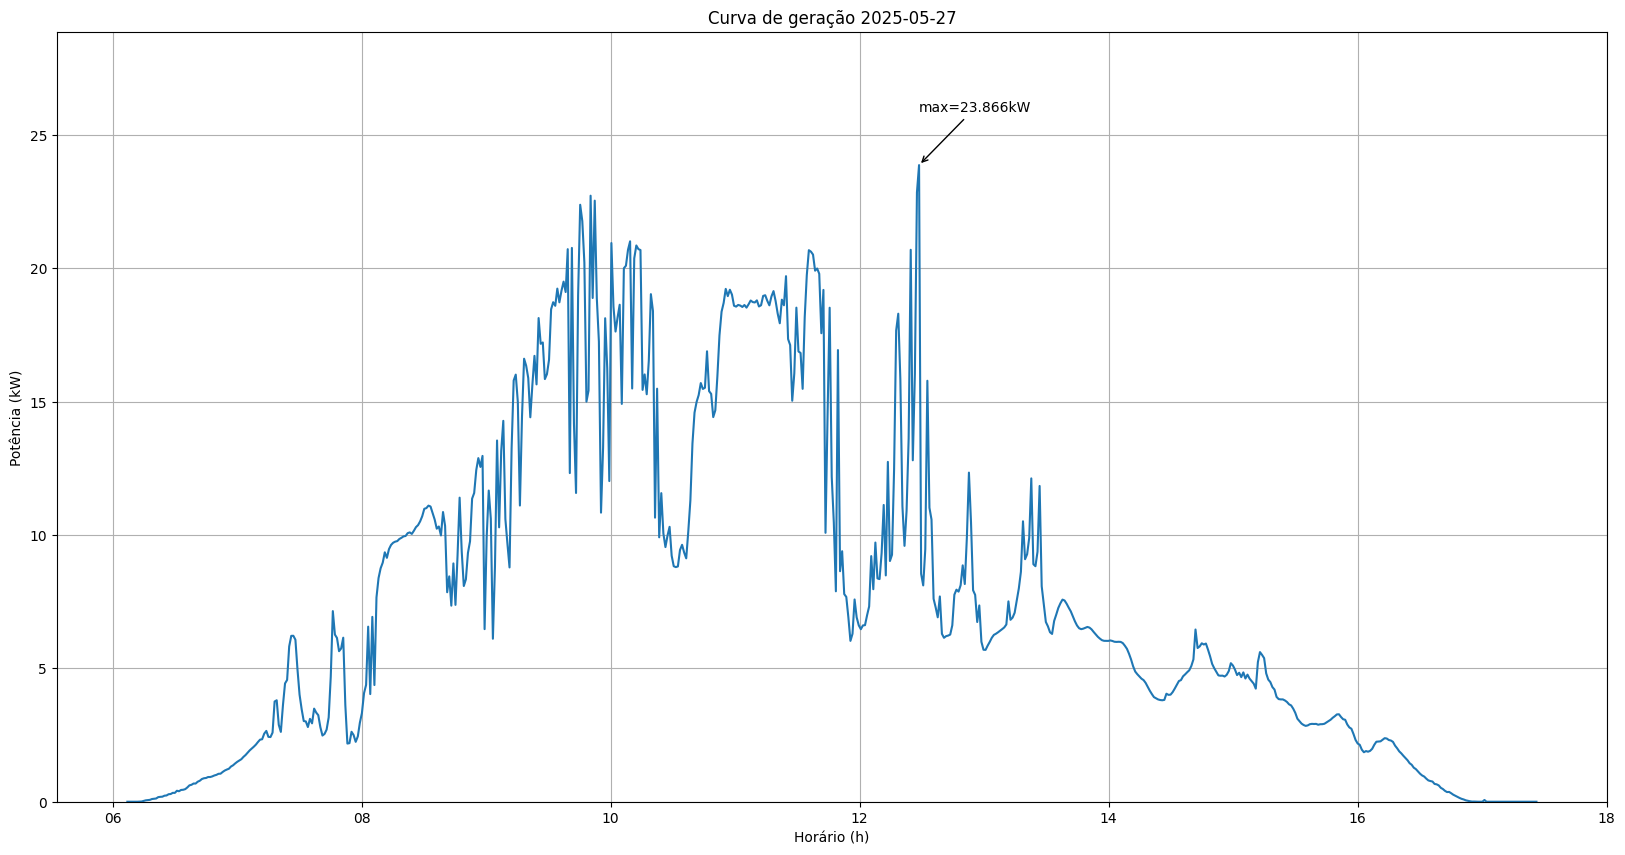 Curva de geração 2025-05-27
max=23.866kW
25
20
15
10
5
0
Potência (kW)
06 08 10 12 14 16 18
Horário (h)